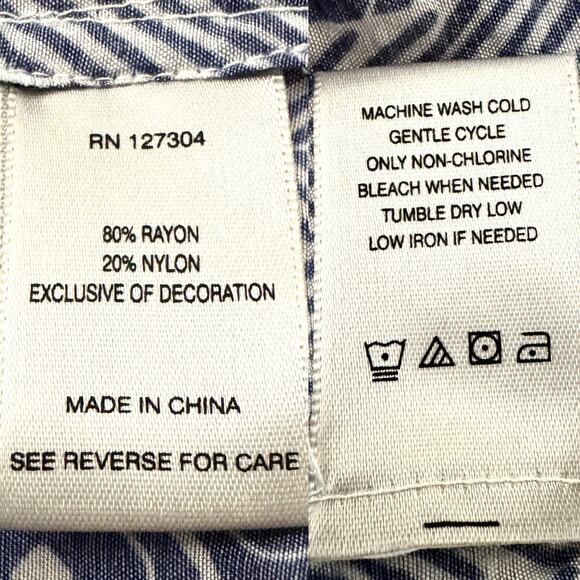 RN 127304
80% RAYON
20% NYLON
EXCLUSIVE OF DECORATION
MADE IN CHINA
SEE REVERSE FOR CARE
MACHINE WASH COLD
GENTLE CYCLE
ONLY NON-CHLORINE
BLEACH WHEN NEEDED
TUMBLE DRY LOW
LOW IRON IF NEEDED